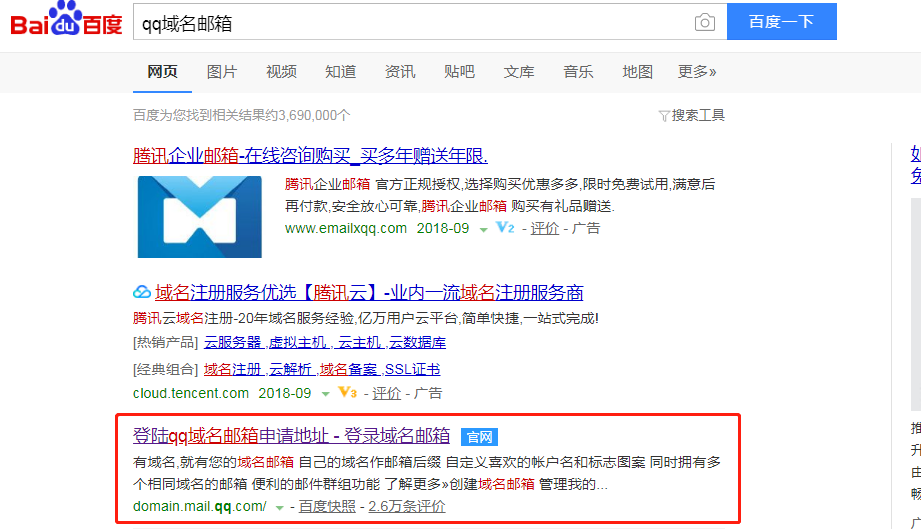 Bai du 百度
qq域名邮箱
百度一下
网页 图片 视频 知道 资讯 贴吧 文库 音乐 地图 更多»
百度为您找到相关结果约3,690,000个
搜索工具
腾讯企业邮箱-在线咨询购买_买多年赠送年限.
腾讯企业邮箱 官方正规授权,选择购买优惠多多,限时免费试用,满意后
再付款,安全放心可靠,腾讯企业邮箱 购买有礼品赠送.
www.emailxqq.com 2018-09 V2 - 评价 - 广告
域名注册服务优选【腾讯云】-业内一流域名注册服务商
腾讯云域名注册-20年域名服务经验,亿万用户云平台,简单快捷,一站式完成!
[热销产品] 云服务器 ,虚拟主机 , 云主机 ,云数据库
[经典组合] 域名注册 ,云解析 ,域名备案 ,SSL证书
cloud.tencent.com 2018-09 V3 - 评价 - 广告
登陆qq域名邮箱申请地址 - 登录域名邮箱 官网
有域名,就有您的域名邮箱 自己的域名作邮箱后缀 自定义喜欢的帐户名和标志图案 同时拥有多
个相同域名的邮箱 便利的邮件群组功能 了解更多»创建域名邮箱 管理我的...
domain.mail.qq.com/ - 百度快照 - 2.6万条评价
推
升
由
畅